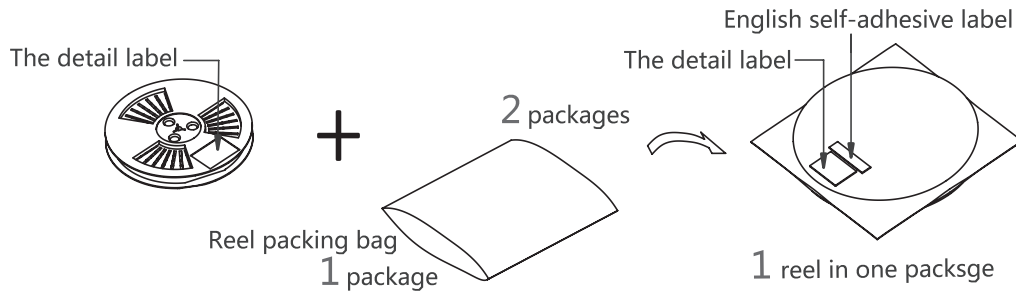 English self-adhesive label
The detail label
The detail label
2 packages
Reel packing bag
1 package
1 reel in one packsge